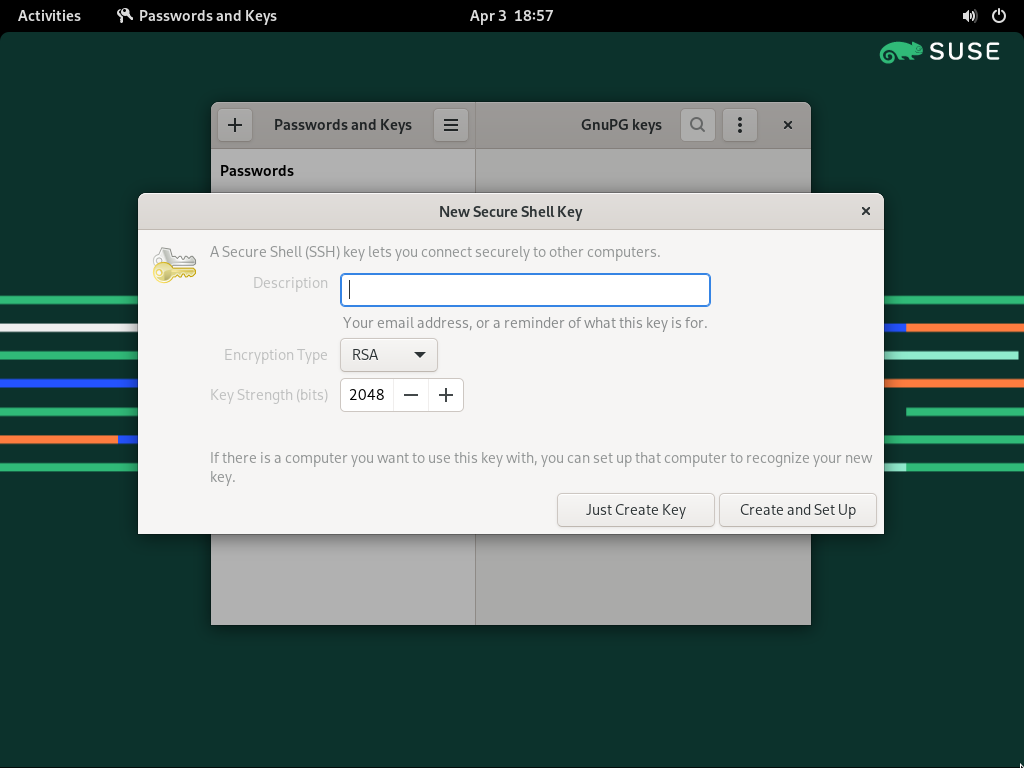 Activities
Passwords and Keys
Apr 3 18:57
SUSE
Passwords and Keys
GnuPG keys
Passwords
New Secure Shell Key
A Secure Shell (SSH) key lets you connect securely to other computers.
Description
Your email address, or a reminder of what this key is for.
Encryption Type
RSA
Key Strength (bits)
2048
If there is a computer you want to use this key with, you can set up that computer to recognize your new
key.
Just Create Key
Create and Set Up